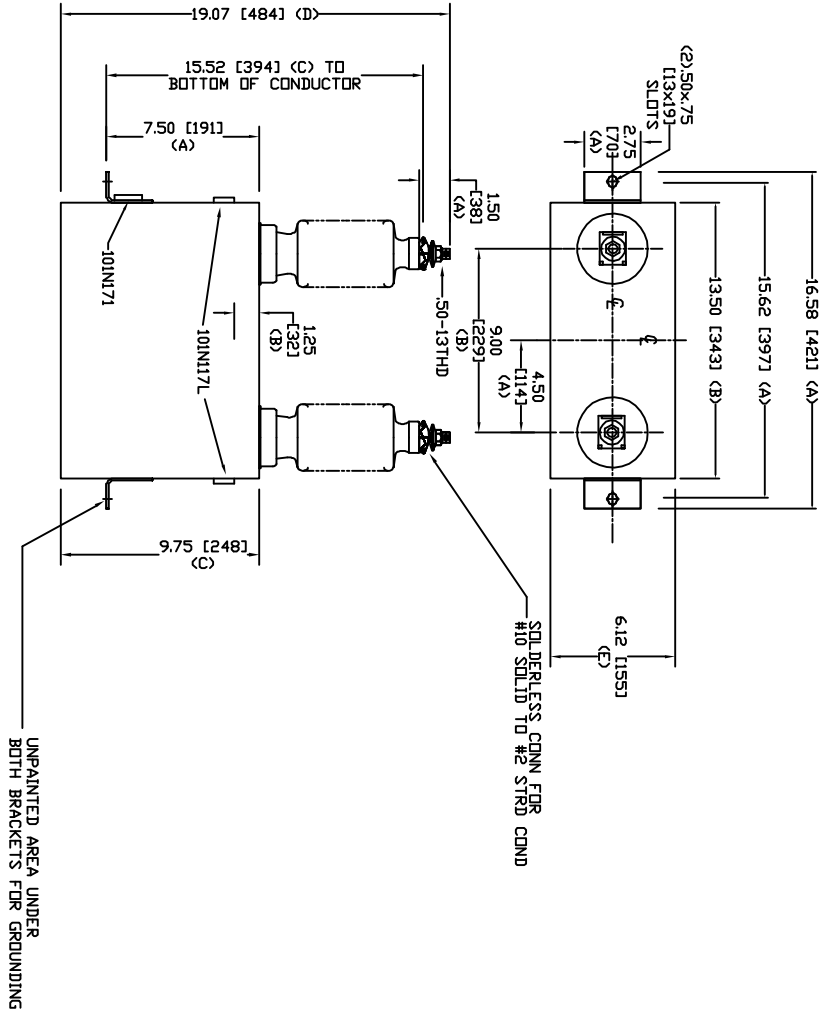 19.07 [484] (D)
15.52 [394] (C) TO
BOTTOM OF CONDUCTOR
7.50 [191]
(A)
1.50
[38]
(A)
.50-13THD
101N171
101N117L
1.25
[32]
(B)
9.75 [248]
(C)
(2).50x.75
[13x19]
SLOTS
2.75
[70]
(A)
16.58 [421] (A)
15.62 [397] (A)
13.50 [343] (B)
℄
℄
9.00
[229]
(B)
4.50
[114]
(A)
6.12 [155]
(E)
SOLDERLESS CONN FOR
#10 SOLID TO #2 STRD COND
UNPAINTED AREA UNDER
BOTH BRACKETS FOR GROUNDING